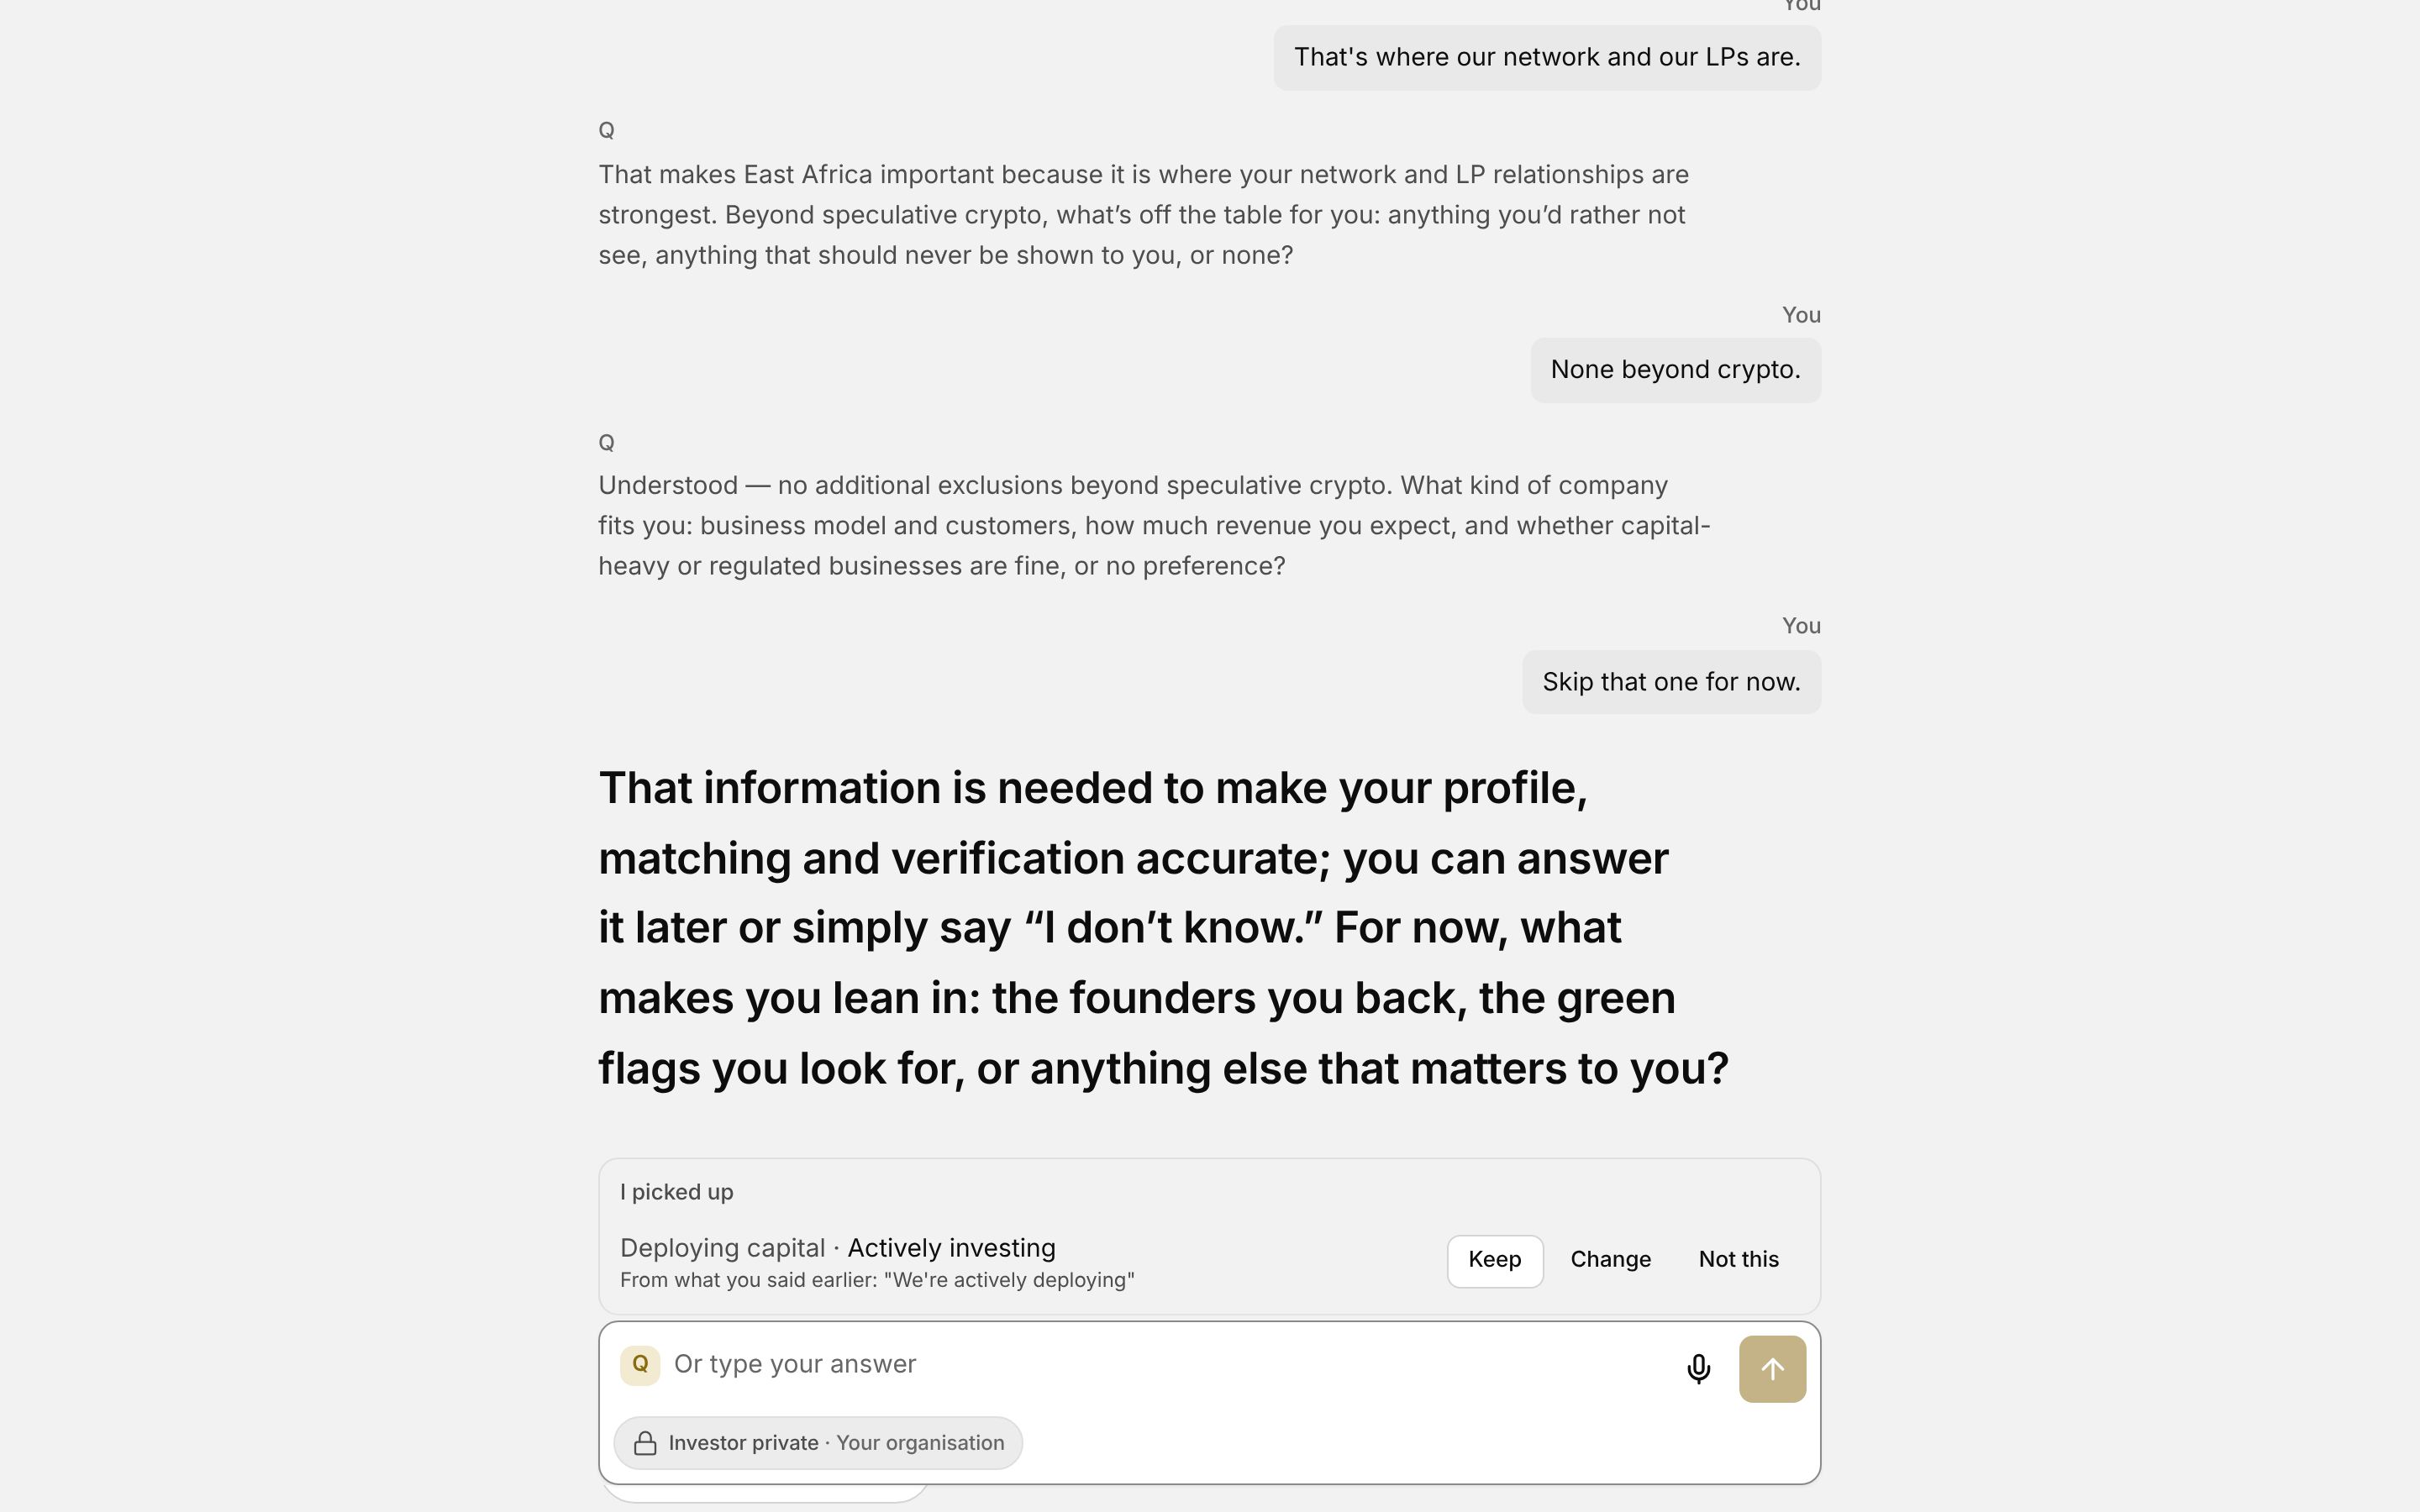 You
That's where our network and our LPs are.
Q
That makes East Africa important because it is where your network and LP relationships are
strongest. Beyond speculative crypto, what’s off the table for you: anything you’d rather not
see, anything that should never be shown to you, or none?
You
None beyond crypto.
Q
Understood — no additional exclusions beyond speculative crypto. What kind of company
fits you: business model and customers, how much revenue you expect, and whether capital-
heavy or regulated businesses are fine, or no preference?
You
Skip that one for now.
That information is needed to make your profile,
matching and verification accurate; you can answer
it later or simply say “I don’t know.” For now, what
makes you lean in: the founders you back, the green
flags you look for, or anything else that matters to you?
I picked up
Deploying capital · Actively investing
From what you said earlier: "We're actively deploying"
Keep Change Not this
Q Or type your answer
Investor private · Your organisation